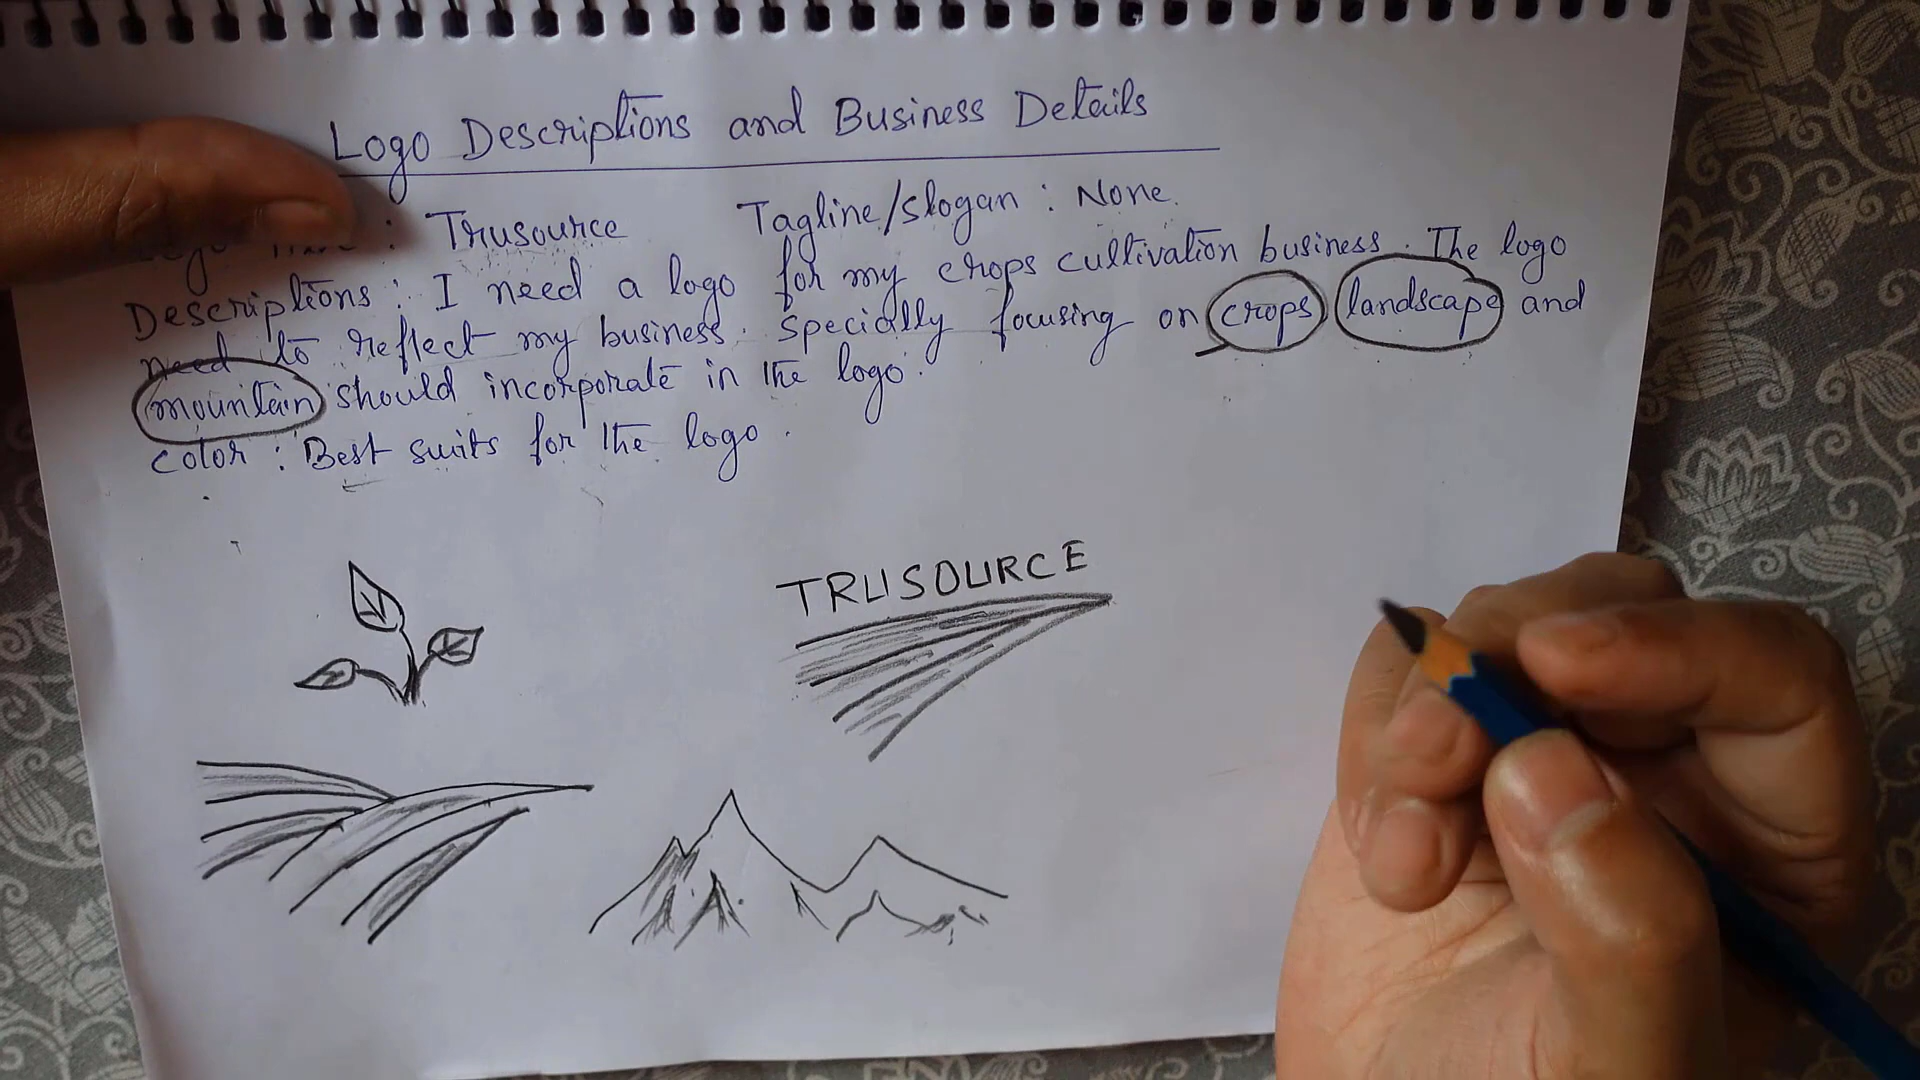 Logo Descriptions and Business Details
: Trusource Tagline/slogan : None.
Descriptions : I need a logo for my crops cultivation business. The logo
need to reflect my business. specially focusing on crops landscape and
mountain should incorporate in the logo.
color : Best suits for the logo.
TRUSOURCE